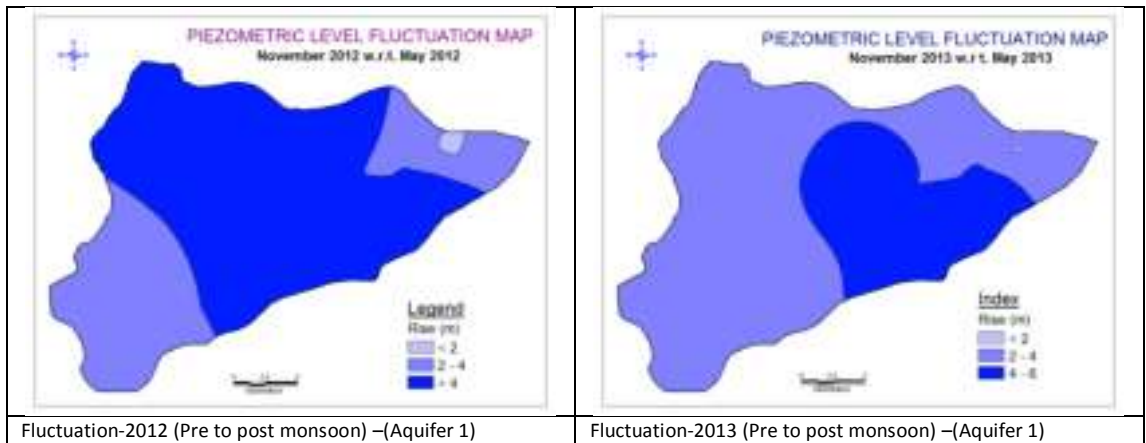 PIEZOMETRIC LEVEL FLUCTUATION MAP
November 2012 w.r.t. May 2012
Legend
Rise (m)
< 2
2 - 4
> 4
Fluctuation-2012 (Pre to post monsoon) –(Aquifer 1)
PIEZOMETRIC LEVEL FLUCTUATION MAP
November 2013 w.r.t. May 2013
Index
Rise (m)
< 2
2 - 4
4 - 6
Fluctuation-2013 (Pre to post monsoon) –(Aquifer 1)